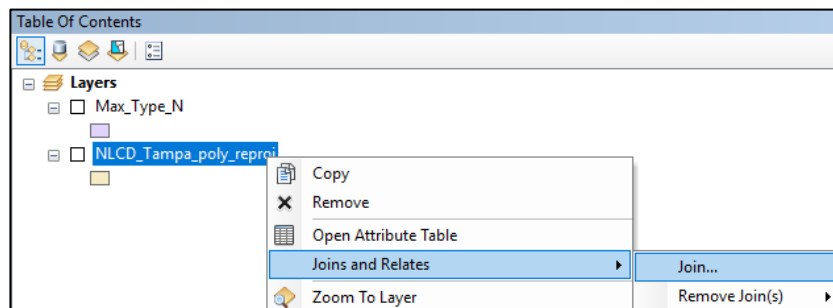 Table Of Contents
Layers
Max_Type_N
NLCD_Tampa_poly_reproj
Copy
Remove
Open Attribute Table
Joins and Relates
Join...
Zoom To Layer
Remove Join(s)